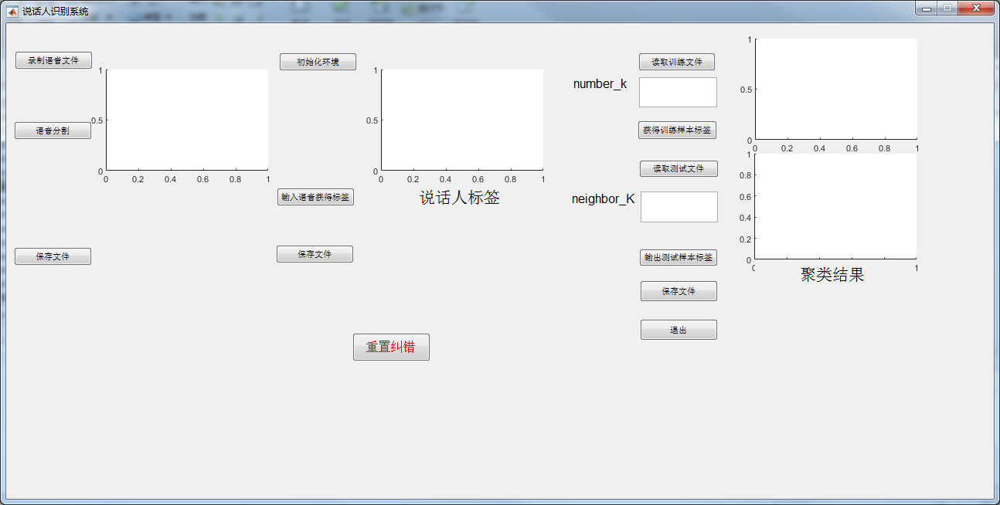 说话人识别系统
录制语音文件
语音分割
保存文件
1
0.5
0
0 0.2 0.4 0.6 0.8 1
初始化环境
输入语音获得标签
保存文件
1
0.5
0
0 0.2 0.4 0.6 0.8 1
说话人标签
重置纠错
读取训练文件
number_k
获得训练样本标签
读取测试文件
neighbor_K
输出测试样本标签
保存文件
退出
1
0.5
0
0 0.2 0.4 0.6 0.8 1
1
0.8
0.6
0.4
0.2
0
0 1
聚类结果